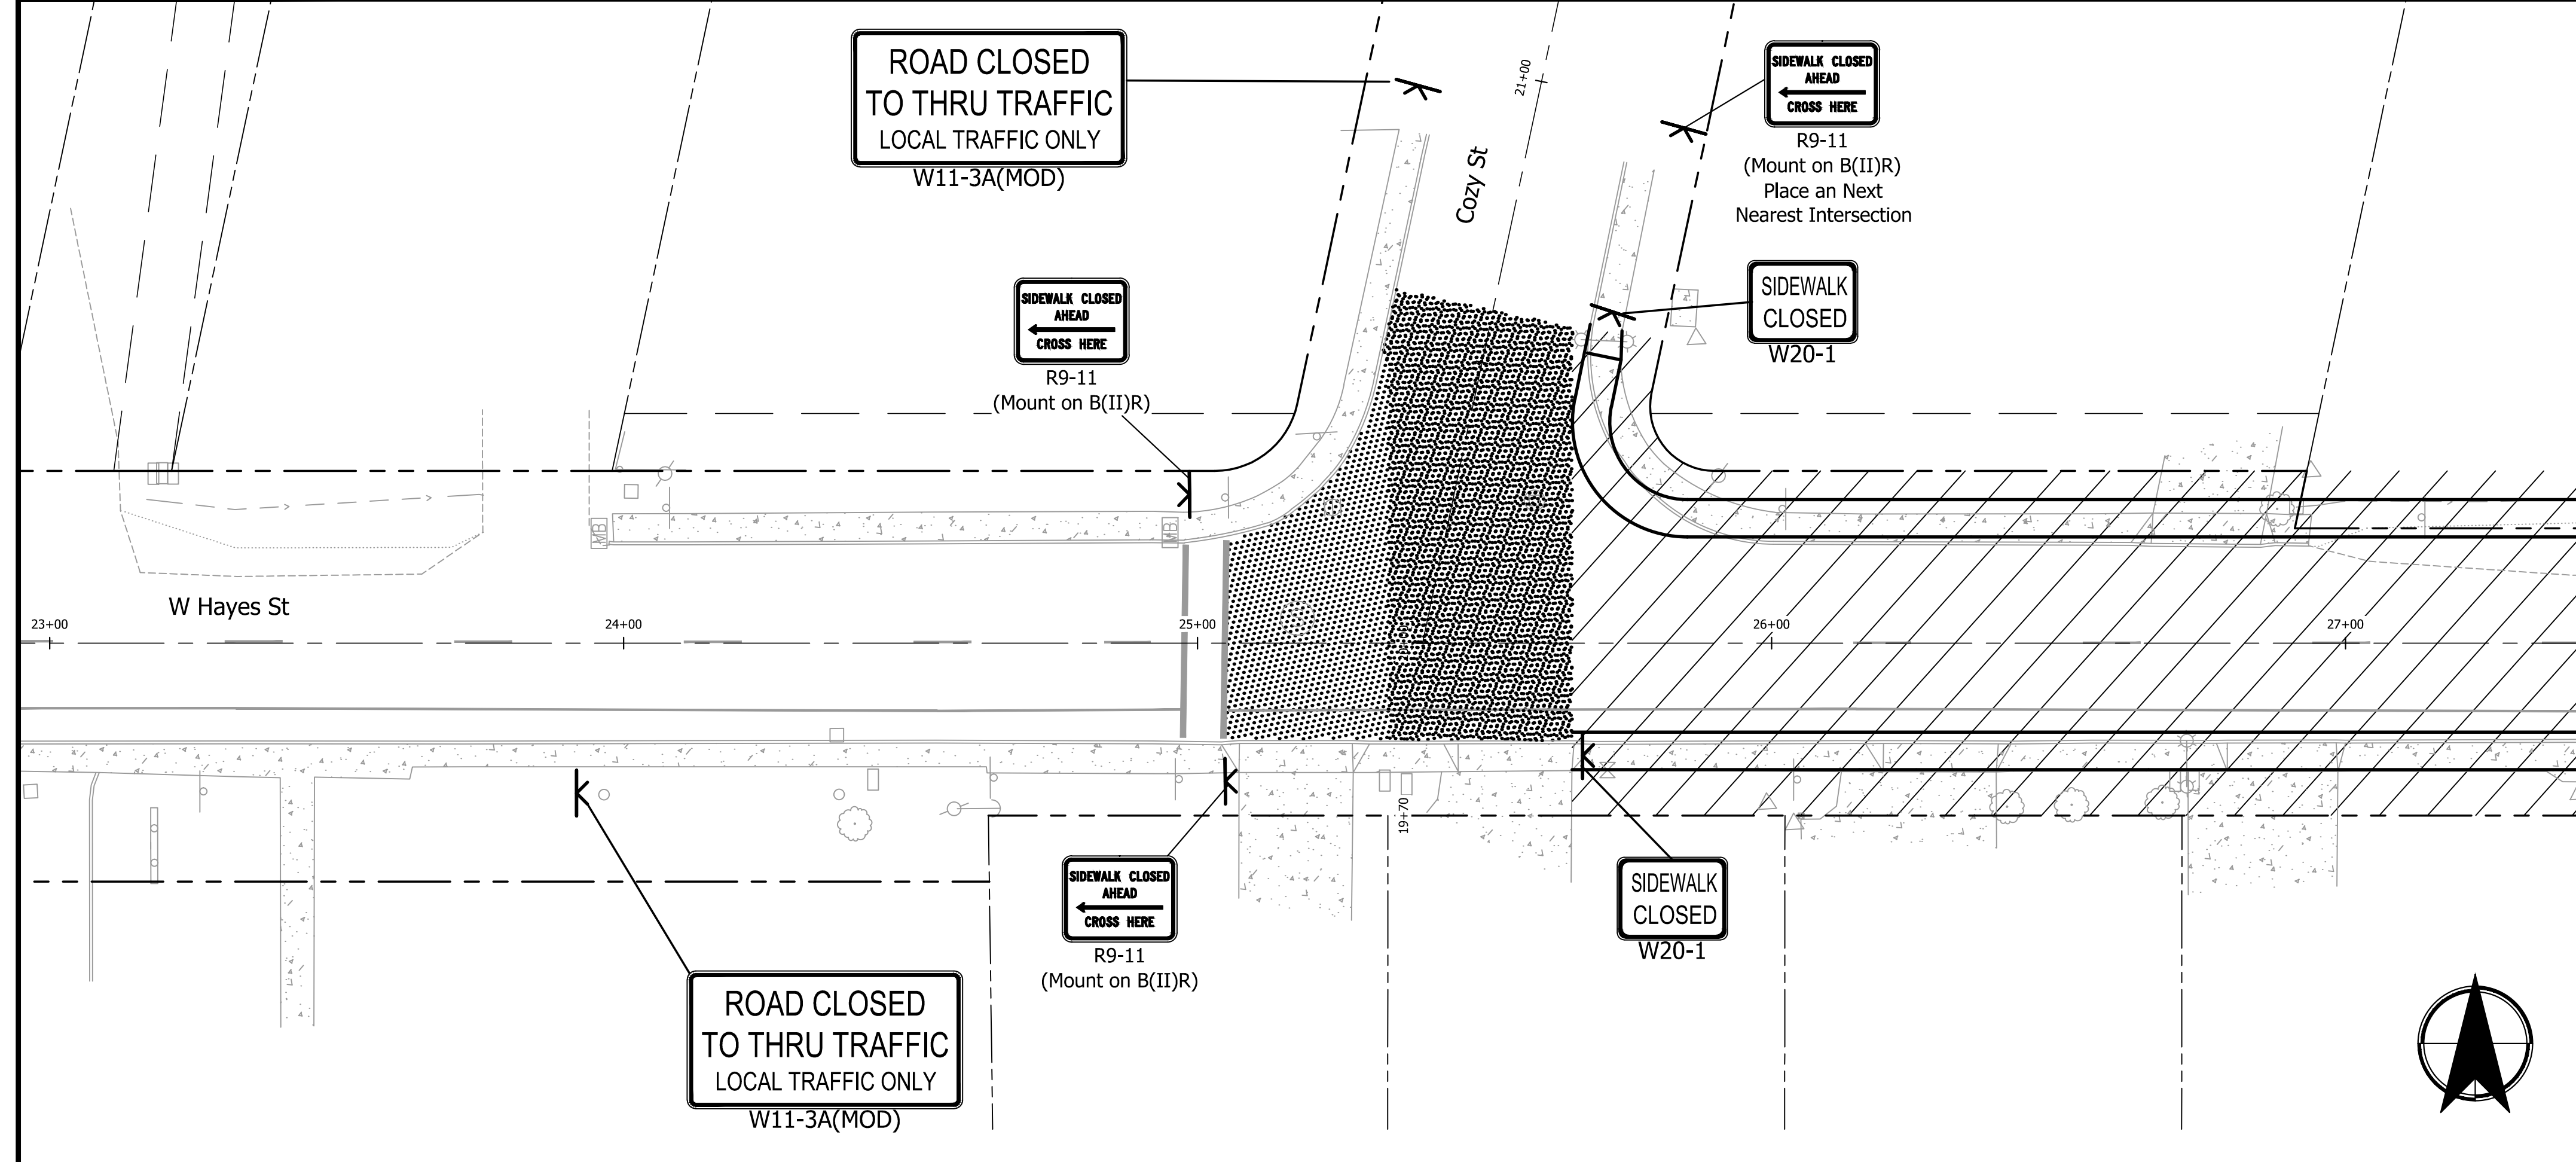 ROAD CLOSED
TO THRU TRAFFIC
LOCAL TRAFFIC ONLY
W11-3A(MOD)
21+00
Cozy St
SIDEWALK CLOSED
AHEAD
CROSS HERE
R9-11
(Mount on B(II)R)
Place an Next
Nearest Intersection
SIDEWALK CLOSED
AHEAD
CROSS HERE
R9-11
(Mount on B(II)R)
SIDEWALK
CLOSED
W20-1
MB
MB
W Hayes St
23+00
24+00
25+00
26+00
27+00
19+70
SIDEWALK CLOSED
AHEAD
CROSS HERE
R9-11
(Mount on B(II)R)
SIDEWALK
CLOSED
W20-1
ROAD CLOSED
TO THRU TRAFFIC
LOCAL TRAFFIC ONLY
W11-3A(MOD)